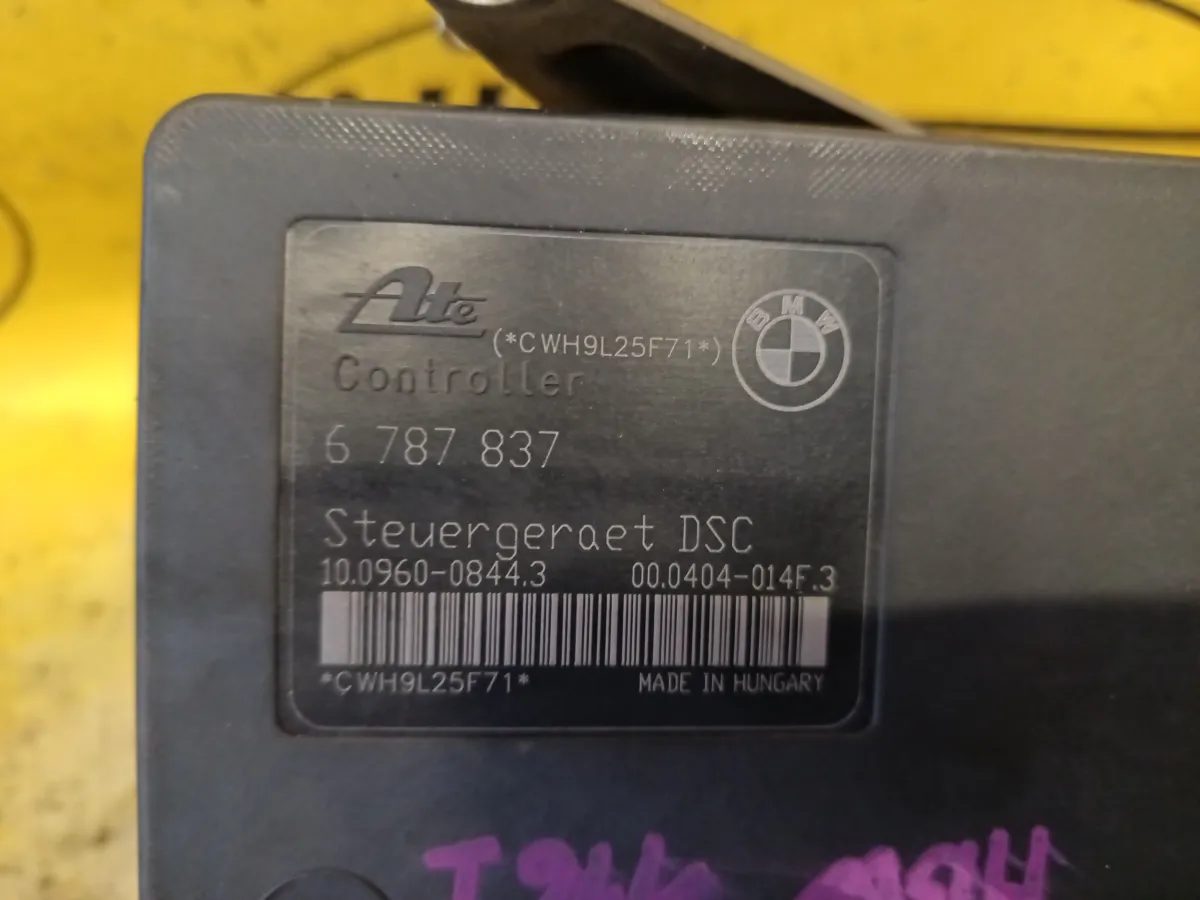 Ate
(*CWH9L25F71*)
BMW
Controller
6 787 837
Steuergeraet DSC
10.0960-0844.3 00.0404-014F.3
*CWH9L25F71* MADE IN HUNGARY